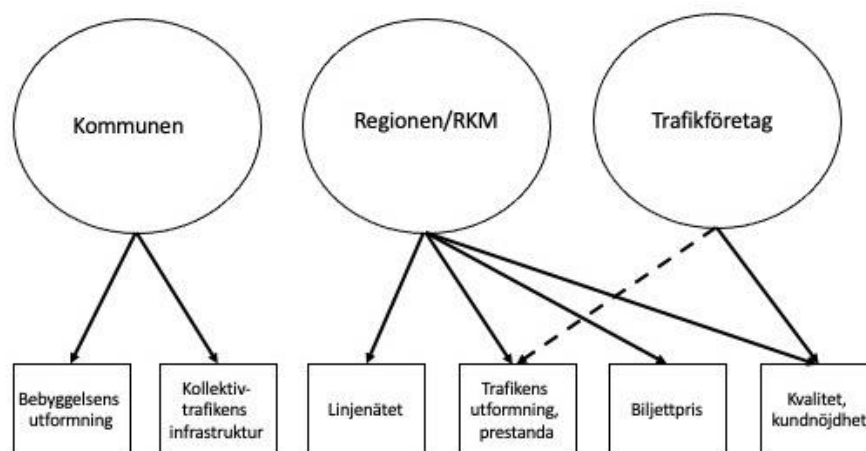 Kommunen
Regionen/RKM
Trafikföretag
Bebyggelsens
utformning
Kollektiv-
trafikens
infrastruktur
Linjenätet
Trafikens
utformning,
prestanda
Biljettpris
Kvalitet,
kundnöjdhet